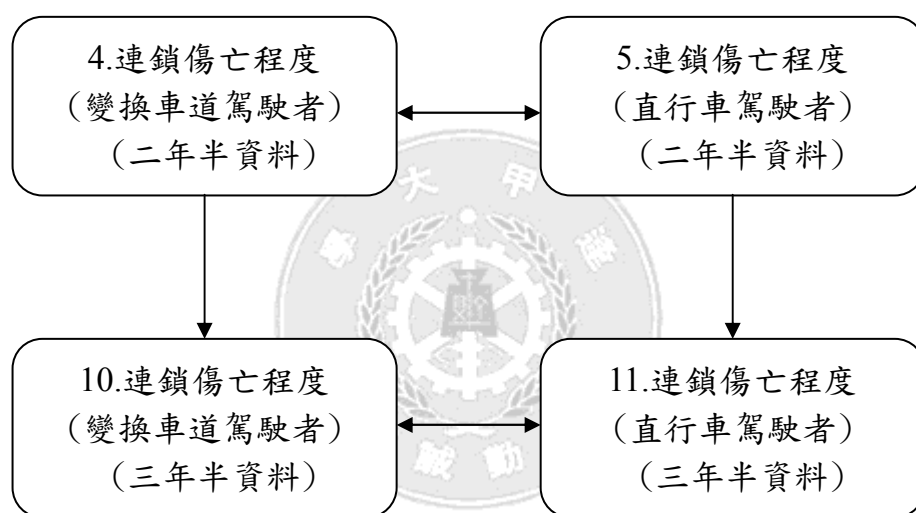 4.連鎖傷亡程度
（變換車道駕駛者）
（二年半資料）
5.連鎖傷亡程度
（直行車駕駛者）
（二年半資料）
10.連鎖傷亡程度
（變換車道駕駛者）
（三年半資料）
11.連鎖傷亡程度
（直行車駕駛者）
（三年半資料）
大 甲 逢